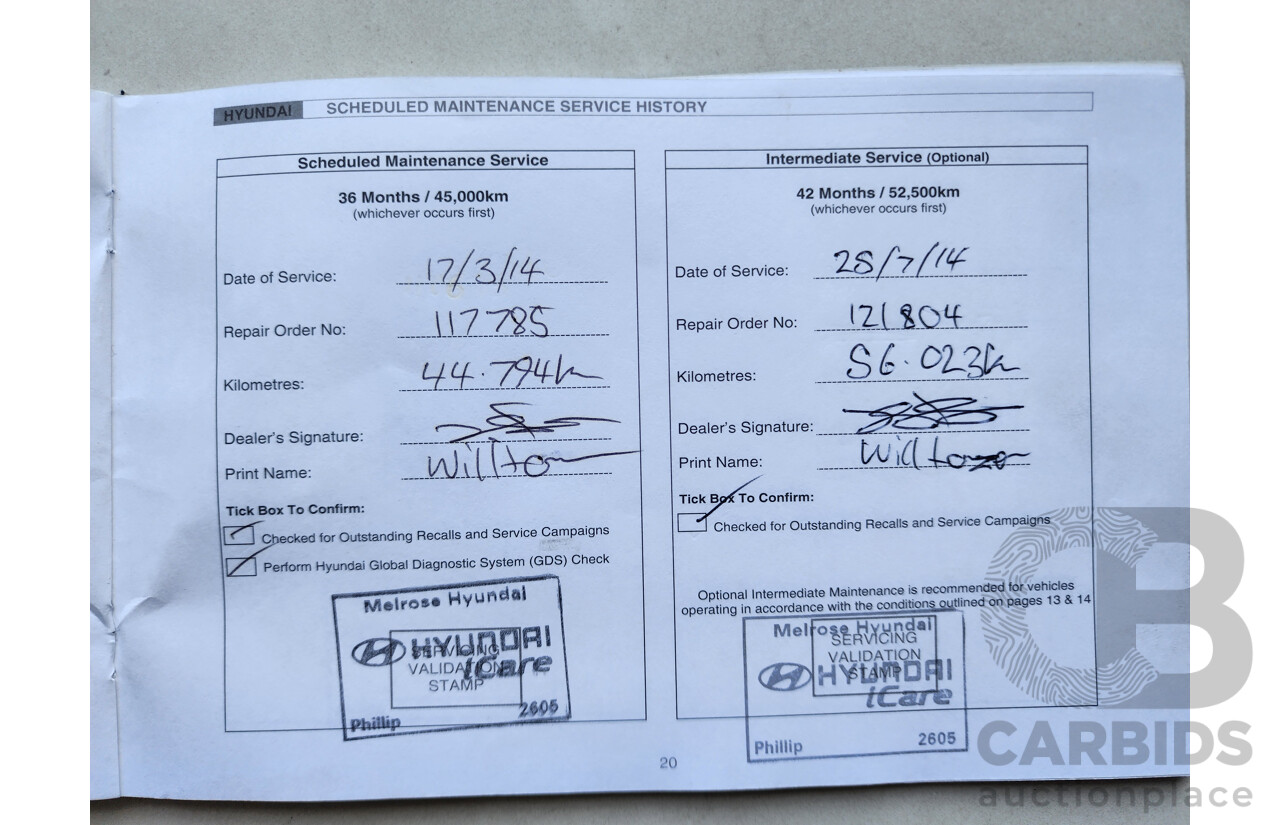 HYUNDAI SCHEDULED MAINTENANCE SERVICE HISTORY
Scheduled Maintenance Service
36 Months / 45,000km
(whichever occurs first)
Date of Service: 17/3/14
Repair Order No: 117785
Kilometres: 44.794k
Dealer's Signature:
Print Name:
Tick Box To Confirm:
Checked for Outstanding Recalls and Service Campaigns
Perform Hyundai Global Diagnostic System (GDS) Check
Melrose Hyundai
HYUNDAI
iCare
SERVICING
VALIDATION
STAMP
Phillip 2605
Intermediate Service (Optional)
42 Months / 52,500km
(whichever occurs first)
Date of Service: 28/7/14
Repair Order No: 121804
Kilometres: 56.023k
Dealer's Signature:
Print Name:
Tick Box To Confirm:
Checked for Outstanding Recalls and Service Campaigns
Optional Intermediate Maintenance is recommended for vehicles
operating in accordance with the conditions outlined on pages 13 & 14
Melrose Hyundai
SERVICING
VALIDATION
STAMP
HYUNDAI
iCare
Phillip 2605
20
CB
CARBIDS
auctionplace